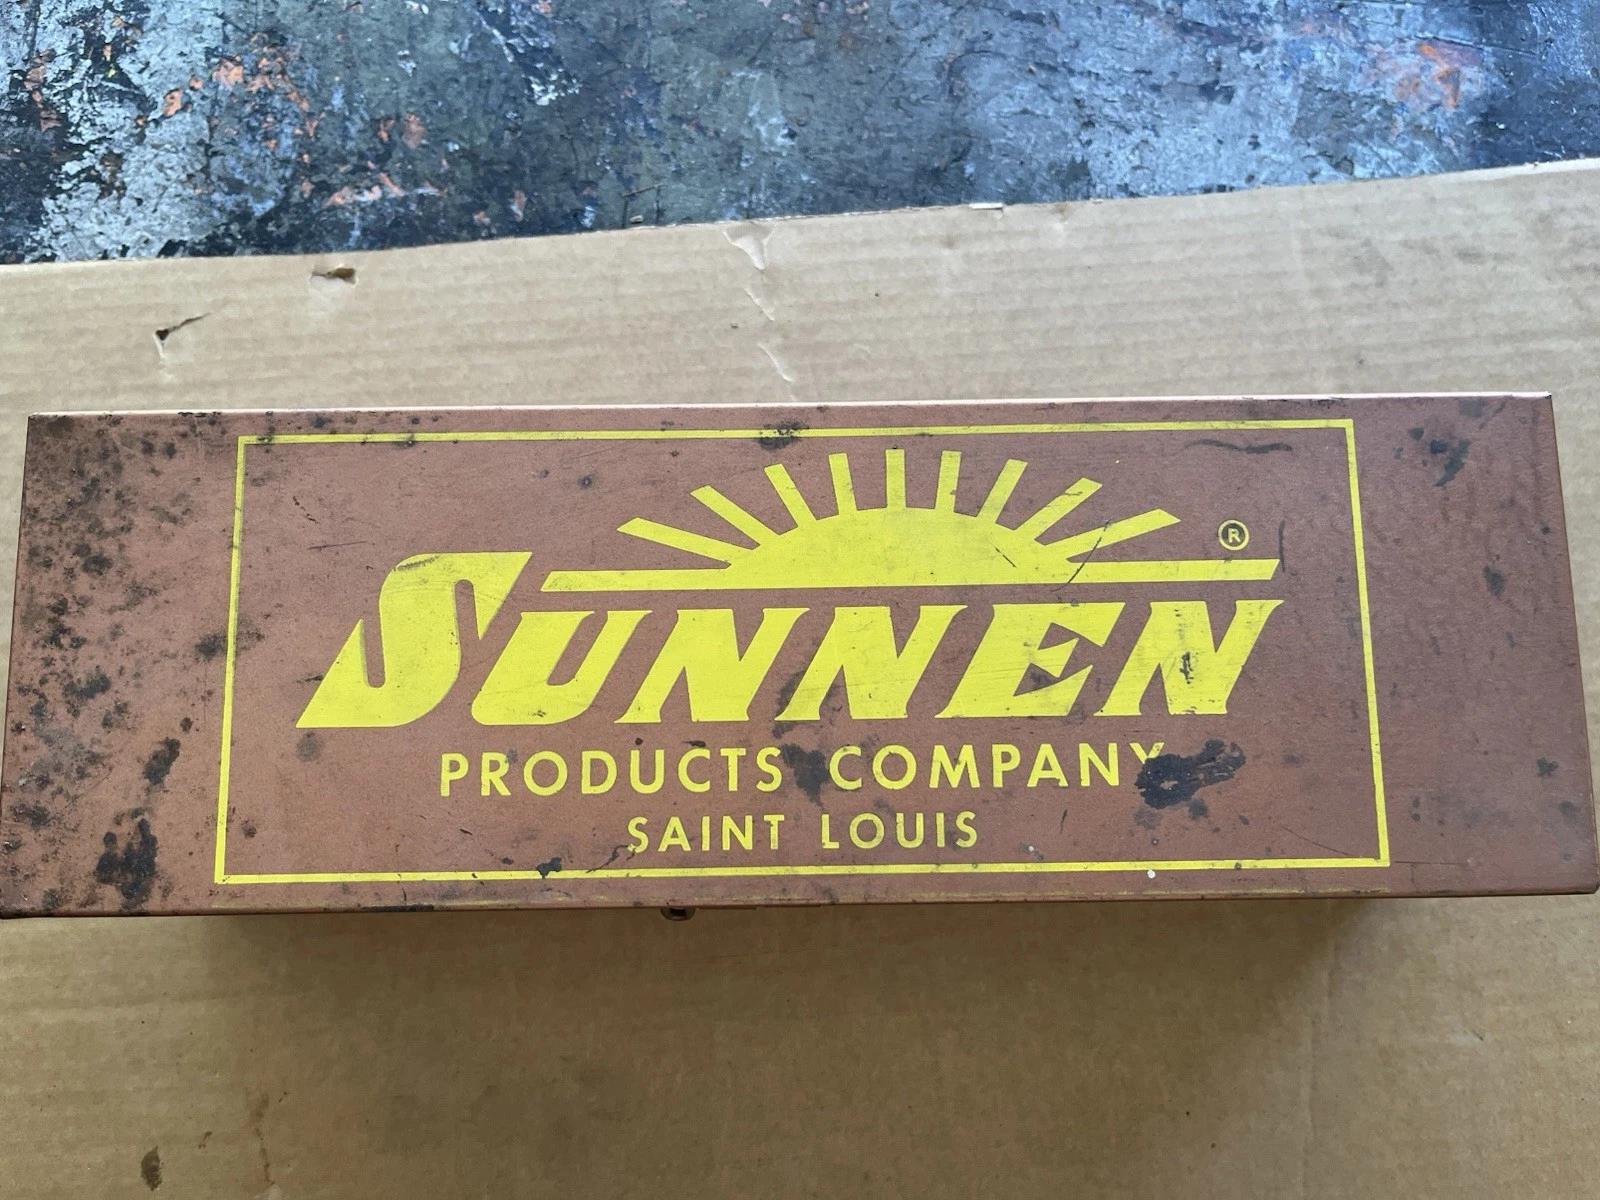 SUNNEN ®
PRODUCTS COMPANY
SAINT LOUIS